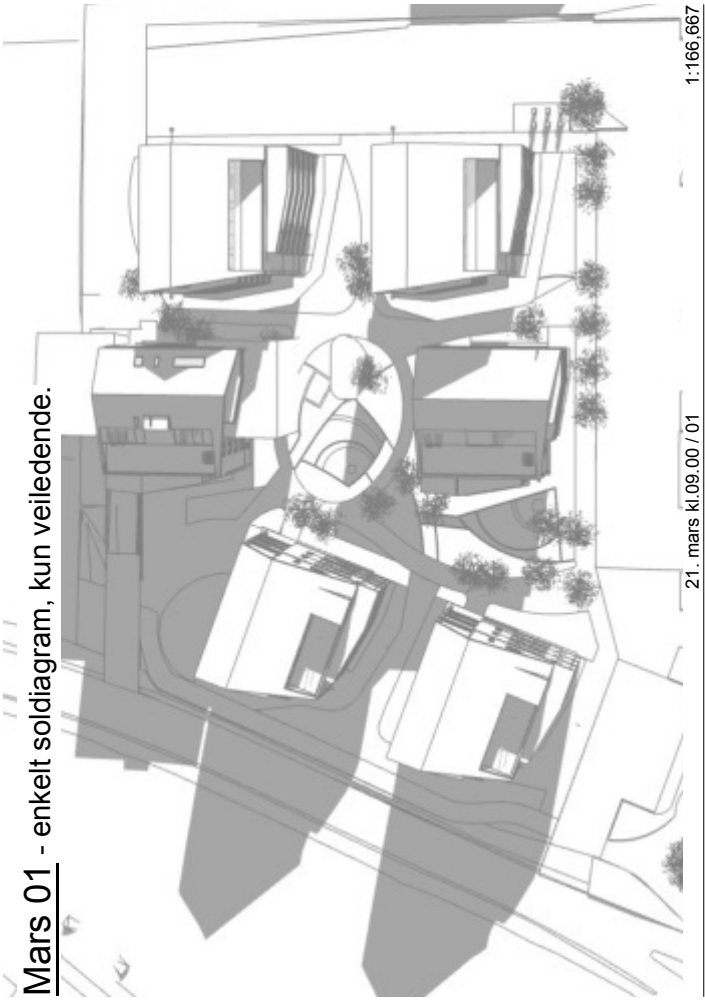 Mars 01 - enkelt soldiagram, kun veiledende.
21. mars kl.09.00 / 01
1:166,667